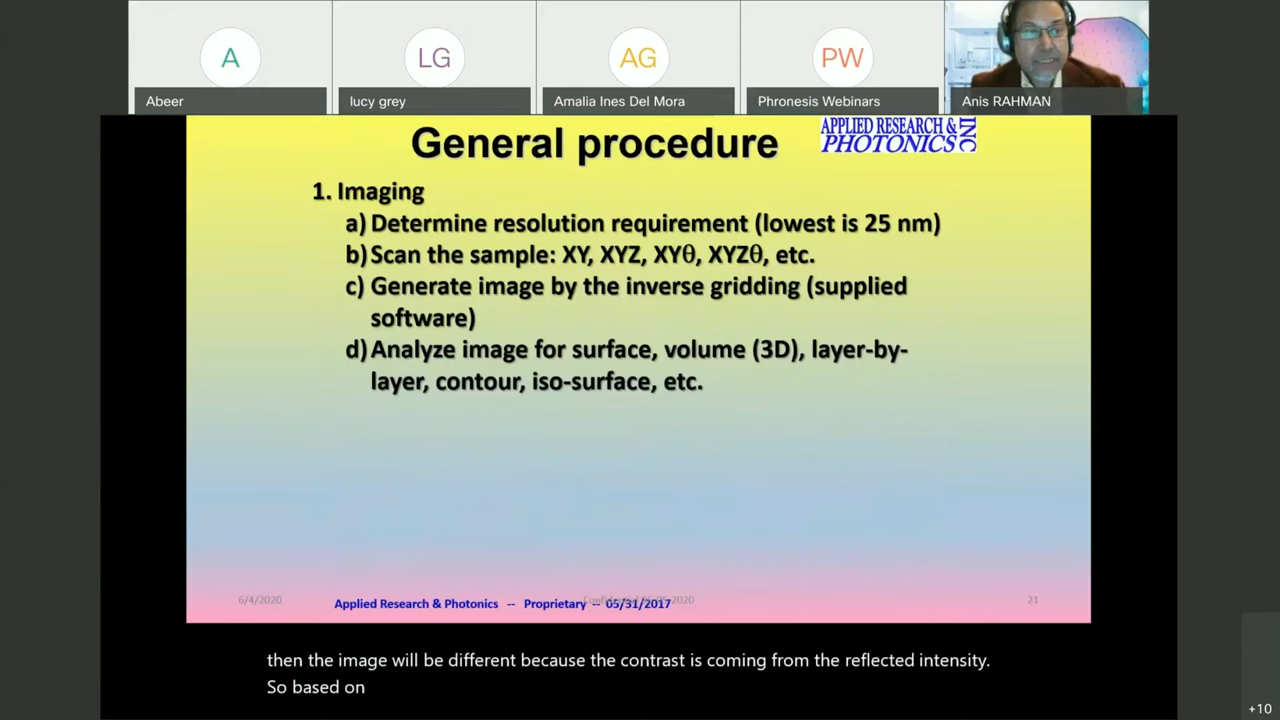 A
LG
AG
PW
Abeer
lucy grey
Amalia Ines Del Mora
Phronesis Webinars
Anis RAHMAN
General procedure
APPLIED RESEARCH &
PHOTONICS
INC
1. Imaging
a) Determine resolution requirement (lowest is 25 nm)
b) Scan the sample: XY, XYZ, XYθ, XYZθ, etc.
c) Generate image by the inverse gridding (supplied
software)
d) Analyze image for surface, volume (3D), layer-by-
layer, contour, iso-surface, etc.
6/4/2020
Applied Research & Photonics -- Proprietary -- 05/31/2017
21
then the image will be different because the contrast is coming from the reflected intensity.
So based on
+10